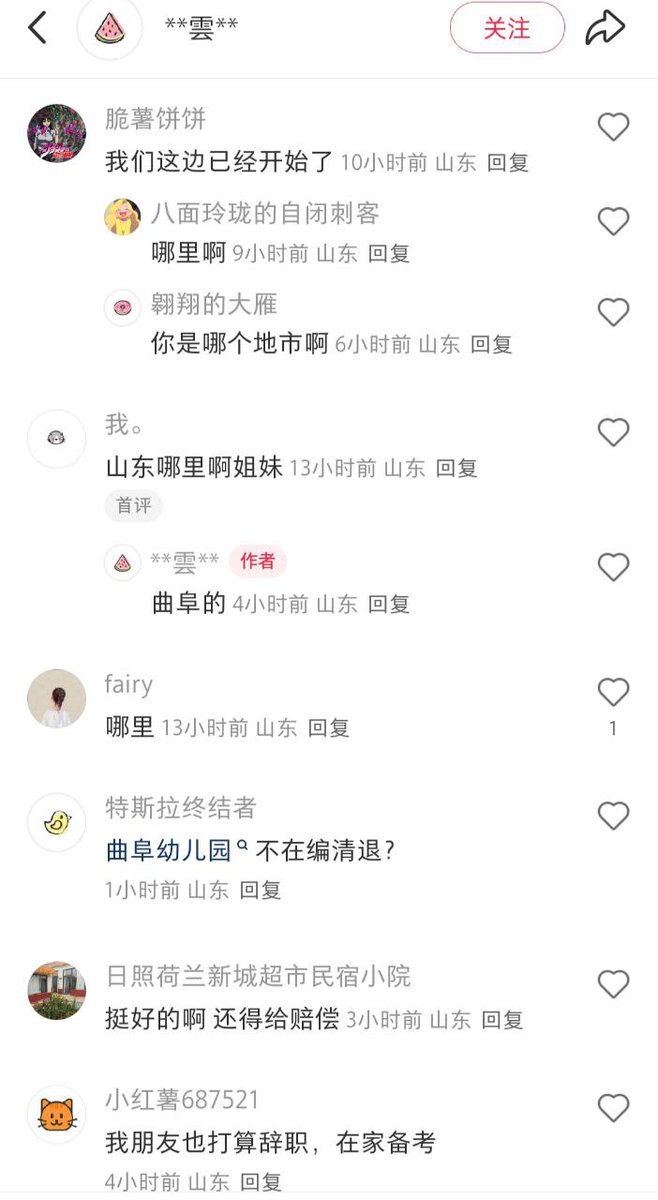 **雲**
关注
脆薯饼饼
我们这边已经开始了 10小时前 山东 回复
八面玲珑的自闭刺客
哪里啊 9小时前 山东 回复
翱翔的大雁
你是哪个地市啊 6小时前 山东 回复
我。
山东哪里啊姐妹 13小时前 山东 回复
首评
**雲** 作者
曲阜的 4小时前 山东 回复
fairy
哪里 13小时前 山东 回复
1
特斯拉终结者
曲阜幼儿园 不在编清退?
1小时前 山东 回复
日照荷兰新城超市民宿小院
挺好的啊 还得给赔偿 3小时前 山东 回复
小红薯687521
我朋友也打算辞职，在家备考
4小时前 山东 回复